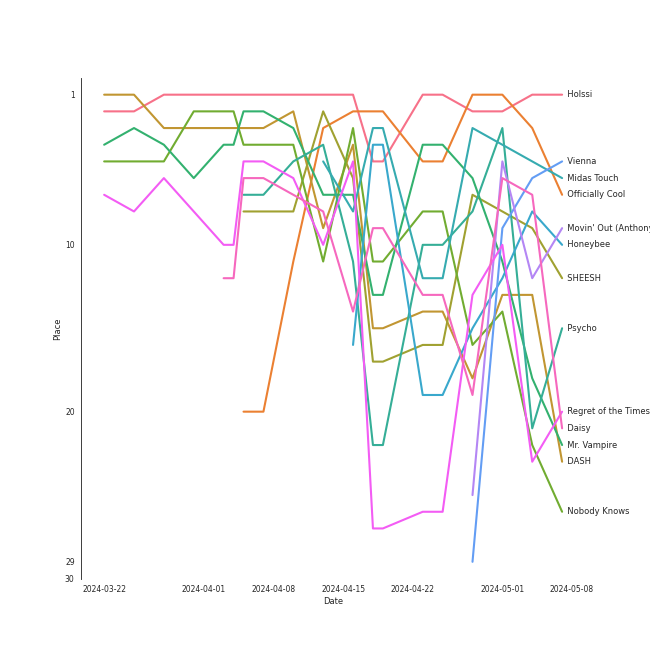 1
10
20
29
30
Place
2024-03-22
2024-04-01
2024-04-08
2024-04-15
2024-04-22
2024-05-01
2024-05-08
Date
Holssi
Vienna
Midas Touch
Officially Cool
Movin' Out (Anthony
Honeybee
SHEESH
Psycho
Regret of the Times
Daisy
Mr. Vampire
DASH
Nobody Knows